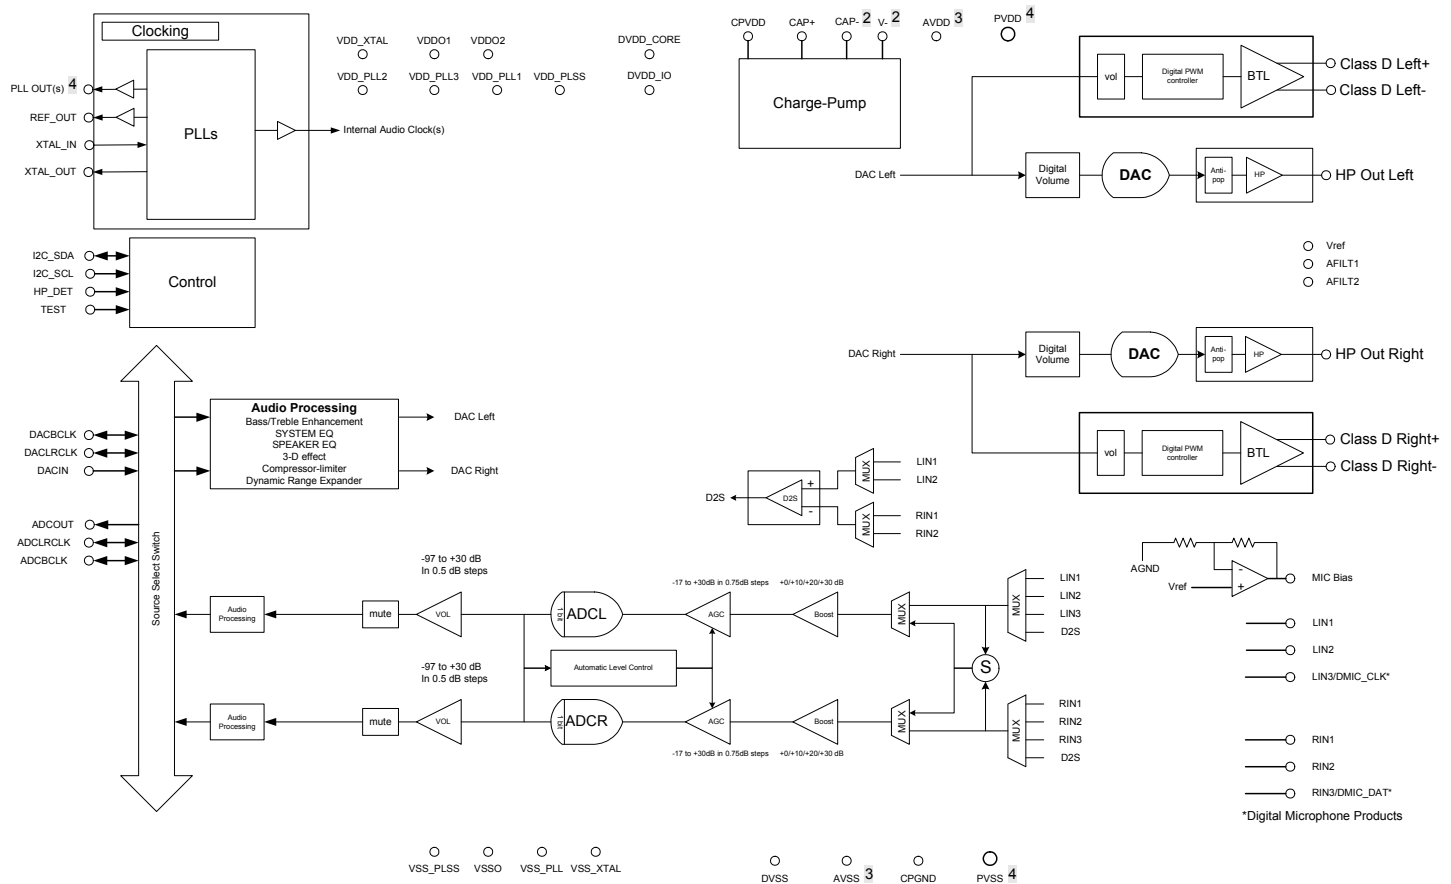 Clocking
PLL OUT(s) 4
REF_OUT
XTAL_IN
XTAL_OUT
PLLs
Internal Audio Clock(s)
VDD_XTAL
VDDO1
VDDO2
DVDD_CORE
VDD_PLL2
VDD_PLL3
VDD_PLL1
VDD_PLSS
DVDD_IO
CPVDD
CAP+
CAP- 2
V- 2
AVDD 3
PVDD 4
Charge-Pump
vol
Digital PWM
controller
BTL
Class D Left+
Class D Left-
DAC Left
Digital
Volume
DAC
Anti-
pop
HP
HP Out Left
I2C_SDA
I2C_SCL
HP_DET
TEST
Control
Vref
AFILT1
AFILT2
DAC Right
Digital
Volume
DAC
Anti-
pop
HP
HP Out Right
vol
Digital PWM
controller
BTL
Class D Right+
Class D Right-
DACBCLK
DACLRCLK
DACIN
ADCOUT
ADCLRCLK
ADCBCLK
Source Select Switch
Audio Processing
Bass/Treble Enhancement
SYSTEM EQ
SPEAKER EQ
3-D effect
Compressor-limiter
Dynamic Range Expander
DAC Left
DAC Right
D2S
D2S
+
-
MUX
LIN1
LIN2
MUX
RIN1
RIN2
-97 to +30 dB
In 0.5 dB steps
-17 to +30dB in 0.75dB steps
+0/+10/+20/+30 dB
Audio
Processing
mute
VOL
1 bit
ADCL
AGC
Boost
MUX
MUX
LIN1
LIN2
LIN3
D2S
Automatic Level Control
S
-97 to +30 dB
In 0.5 dB steps
Audio
Processing
mute
VOL
1 bit
ADCR
AGC
Boost
MUX
MUX
RIN1
RIN2
RIN3
D2S
-17 to +30dB in 0.75dB steps
+0/+10/+20/+30 dB
AGND
Vref
-
+
MIC Bias
LIN1
LIN2
LIN3/DMIC_CLK*
RIN1
RIN2
RIN3/DMIC_DAT*
*Digital Microphone Products
VSS_PLSS
VSSO
VSS_PLL
VSS_XTAL
DVSS
AVSS 3
CPGND
PVSS 4